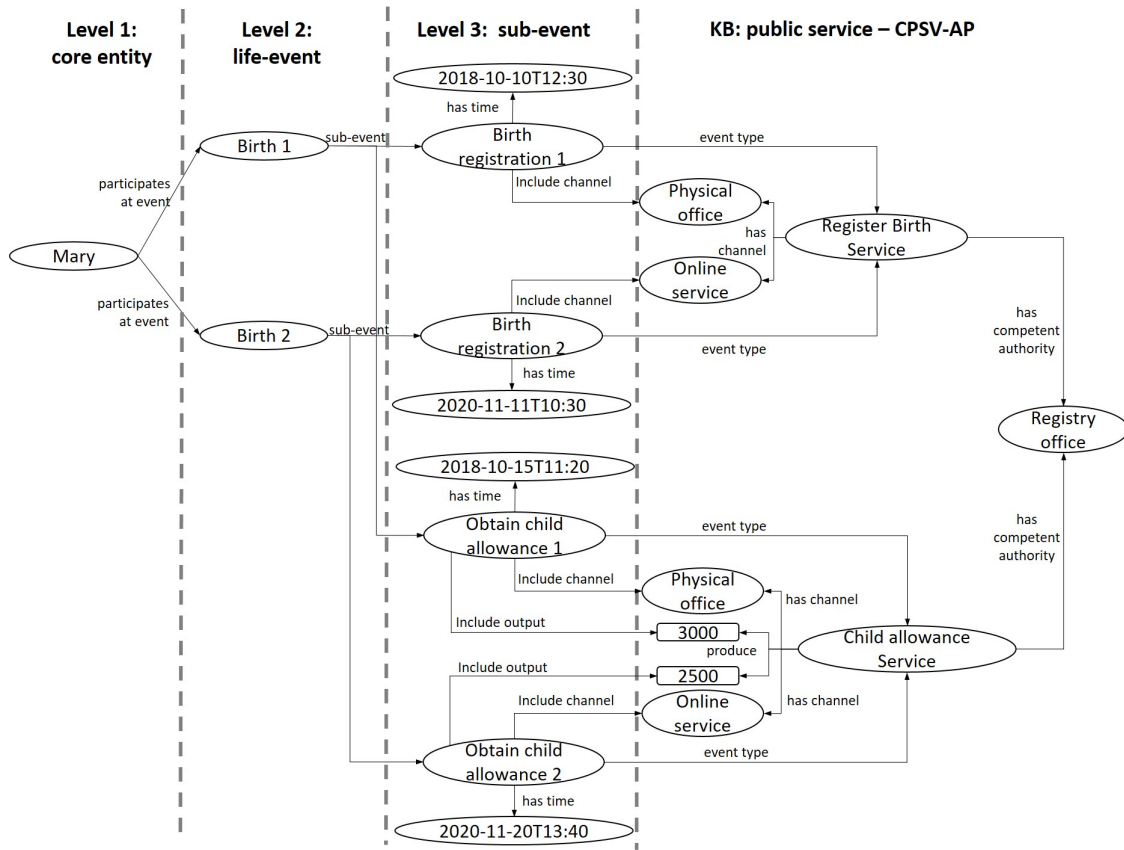 Level 1:
core entity
Level 2:
life-event
Level 3: sub-event
KB: public service – CPSV-AP
2018-10-10T12:30
has time
Birth 1
sub-event
Birth
registration 1
event type
participates
at event
Include channel
Physical
office
has
channel
Register Birth
Service
Mary
Online
service
participates
at event
Include channel
Birth 2
sub-event
Birth
registration 2
event type
has
competent
authority
has time
2020-11-11T10:30
Registry
office
2018-10-15T11:20
has time
Obtain child
allowance 1
event type
has
competent
authority
Include channel
Physical
office
has channel
Include output
3000
produce
Child allowance
Service
Include output
2500
Include channel
Online
service
has channel
Obtain child
allowance 2
event type
has time
2020-11-20T13:40